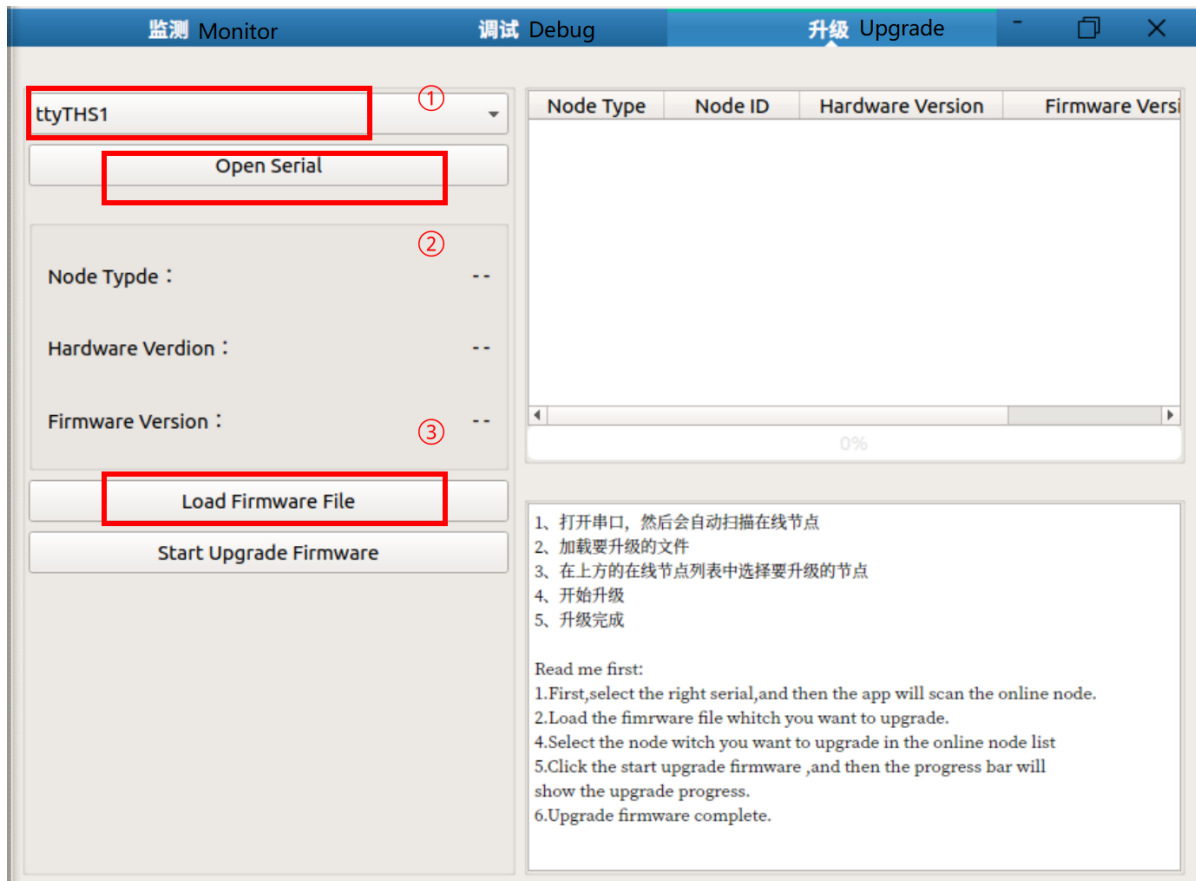 监测 Monitor
调试 Debug
升级 Upgrade
ttyTHS1
①
Open Serial
②
Node Typde：
--
Hardware Verdion：
--
Firmware Version：
--
③
Load Firmware File
Start Upgrade Firmware
Node Type Node ID Hardware Version Firmware Versi
0%
1、打开串口，然后会自动扫描在线节点
2、加载要升级的文件
3、在上方的在线节点列表中选择要升级的节点
4、开始升级
5、升级完成
Read me first:
1.First,select the right serial,and then the app will scan the online node.
2.Load the fimrware file whitch you want to upgrade.
4.Select the node witch you want to upgrade in the online node list
5.Click the start upgrade firmware ,and then the progress bar will
show the upgrade progress.
6.Upgrade firmware complete.